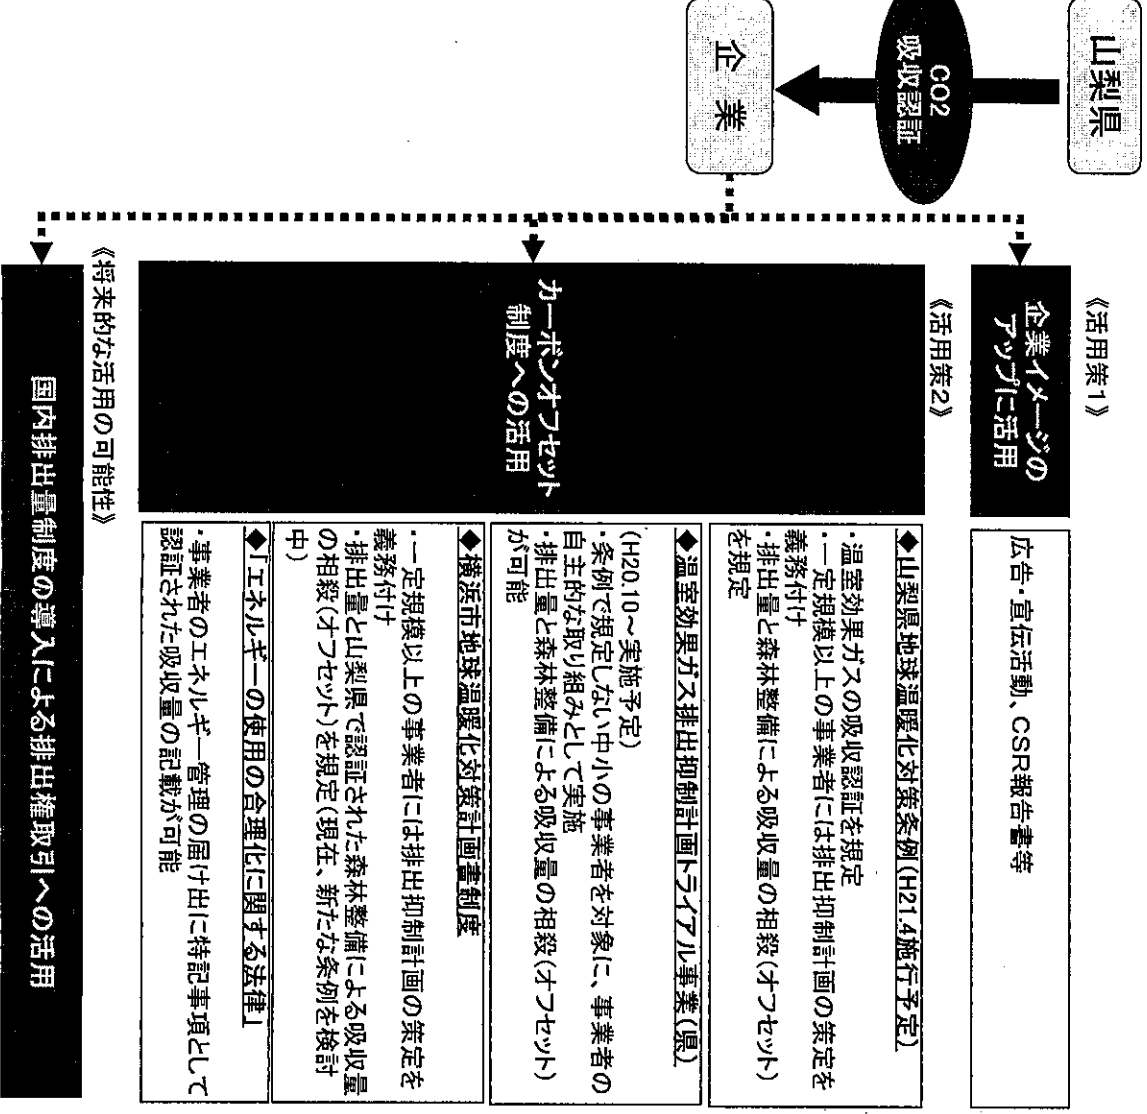 山梨県
CO2
吸収認証
企 業
《活用策1》
企業イメージの
アップに活用
広告・宣伝活動、CSR報告書等
《活用策2》
カーボンオフセット
制度への活用
◆山梨県地球温暖化対策条例(H21.4施行予定)
・温室効果ガスの吸収認証を規定
・一定規模以上の事業者には排出抑制計画の策定を
義務付け
・排出量と森林整備による吸収量の相殺(オフセット)
を規定
◆温室効果ガス排出抑制計画トライアル事業(県)
(H20.10～実施予定)
・条例で規定しない中小の事業者を対象に、事業者の
自主的な取り組みとして実施
・排出量と森林整備による吸収量の相殺(オフセット)
が可能
◆横浜市地球温暖化対策計画書制度
・一定規模以上の事業者には排出抑制計画の策定を
義務付け
・排出量と山梨県で認証された森林整備による吸収量
の相殺(オフセット)を規定(現在、新たな条例を検討
中)
◆「エネルギーの使用の合理化に関する法律」
・事業者のエネルギー管理の届け出に特記事項として
認証された吸収量の記載が可能
《将来的な活用の可能性》
国内排出量制度の導入による排出権取引への活用